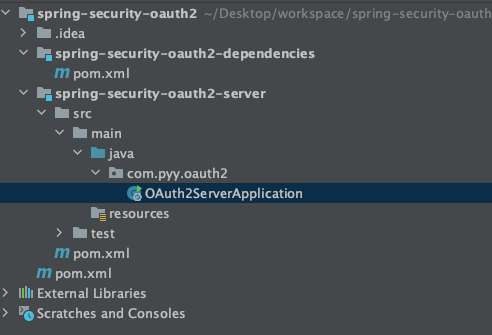 spring-security-oauth2 ~/Desktop/workspace/spring-security-oauth
.idea
spring-security-oauth2-dependencies
pom.xml
spring-security-oauth2-server
src
main
java
com.pyy.oauth2
OAuth2ServerApplication
resources
test
pom.xml
pom.xml
External Libraries
Scratches and Consoles